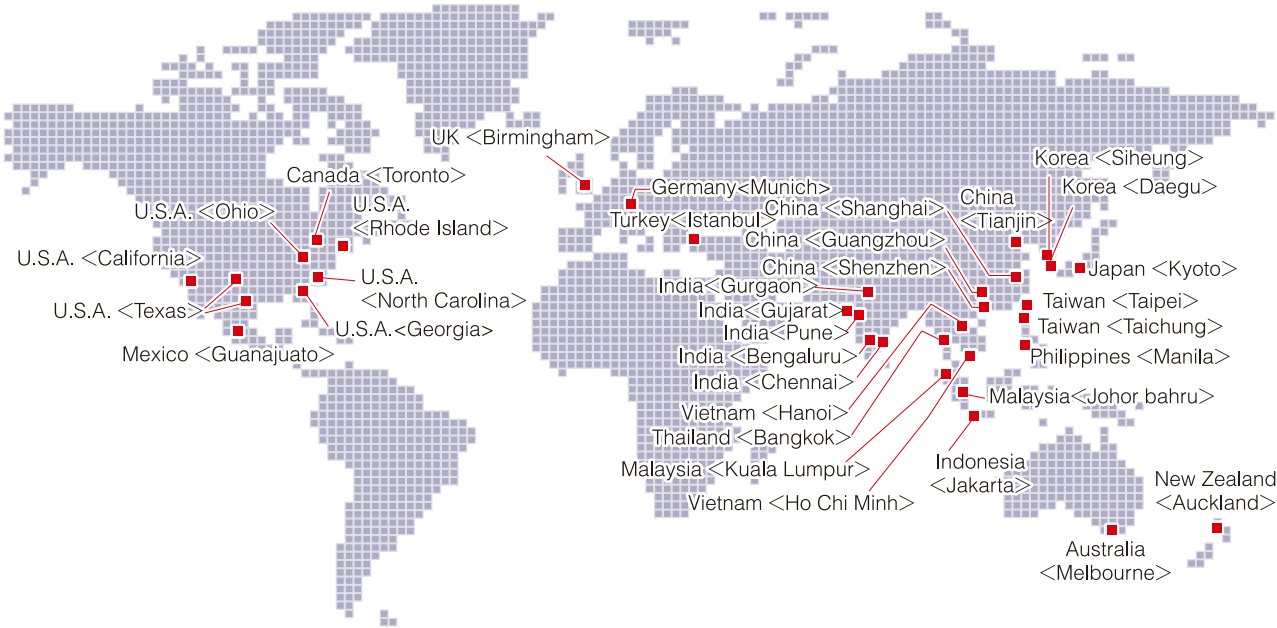 UK <Birmingham>
Canada <Toronto>
U.S.A.
<Rhode Island>
U.S.A. <Ohio>
U.S.A. <California>
U.S.A.
<North Carolina>
U.S.A. <Texas>
U.S.A.<Georgia>
Mexico <Guanajuato>
Germany<Munich>
Turkey<Istanbul>
China <Shanghai>
China <Guangzhou>
China <Shenzhen>
China
<Tianjin>
Korea <Siheung>
Korea <Daegu>
Japan <Kyoto>
India<Gurgaon>
India<Gujarat>
India<Pune>
India <Bengaluru>
India <Chennai>
Vietnam <Hanoi>
Thailand <Bangkok>
Malaysia <Kuala Lumpur>
Vietnam <Ho Chi Minh>
Taiwan <Taipei>
Taiwan <Taichung>
Philippines <Manila>
Malaysia<Johor bahru>
Indonesia
<Jakarta>
New Zealand
<Auckland>
Australia
<Melbourne>